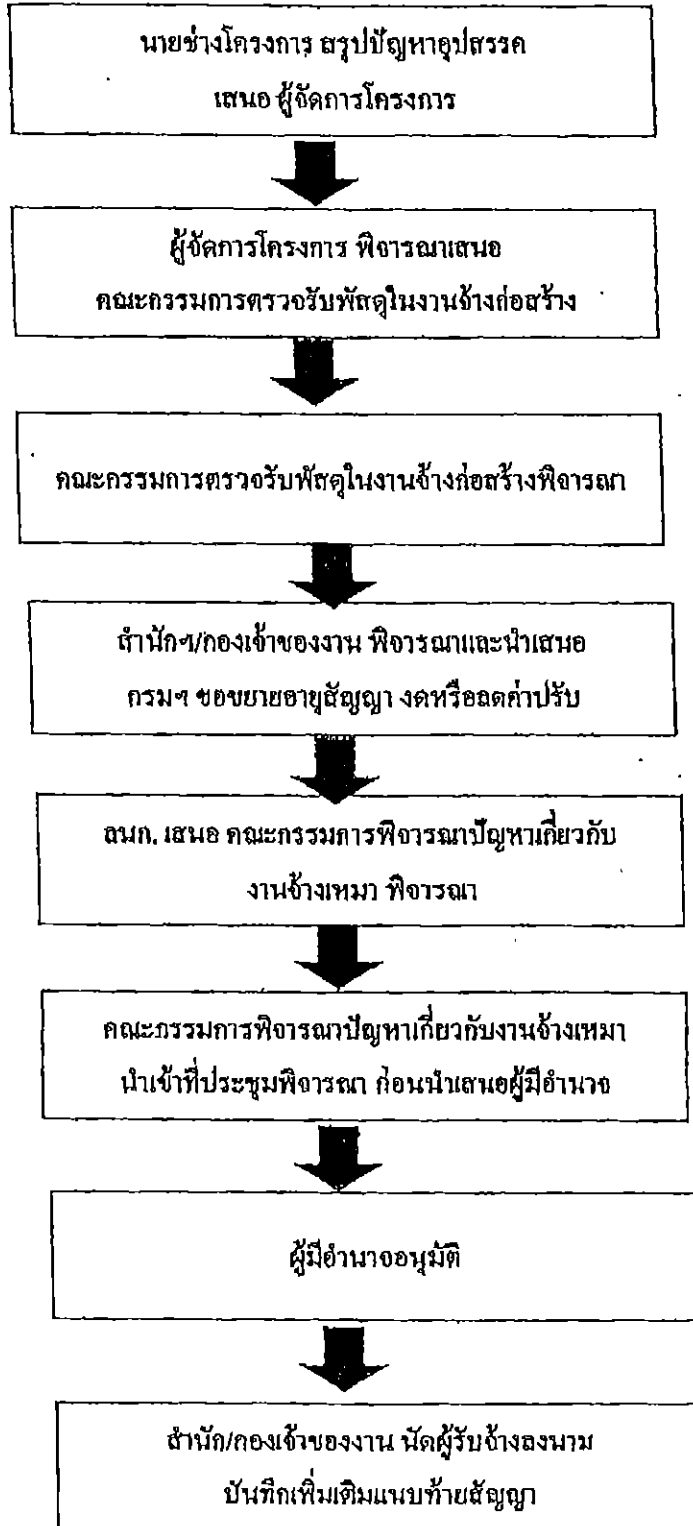 นายช่างโครงการ สรุปปัญหาอุปสรรค
เสนอ ผู้จัดการโครงการ
ผู้จัดการโครงการ พิจารณาเสนอ
คณะกรรมการตรวจรับพัสดุในงานจ้างก่อสร้าง
คณะกรรมการตรวจรับพัสดุในงานจ้างก่อสร้างพิจารณา
สำนักฯ/กองเจ้าของงาน พิจารณาและนำเสนอ
กรมฯ ขอขยายอายุสัญญา งดหรือลดค่าปรับ
สนก. เสนอ คณะกรรมการพิจารณาปัญหาเกี่ยวกับ
งานจ้างเหมา พิจารณา
คณะกรรมการพิจารณาปัญหาเกี่ยวกับงานจ้างเหมา
นำเข้าที่ประชุมพิจารณา ก่อนนำเสนอผู้มีอำนาจ
ผู้มีอำนาจอนุมัติ
สำนัก/กองเจ้าของงาน นัดผู้รับจ้างลงนาม
บันทึกเพิ่มเติมแนบท้ายสัญญา